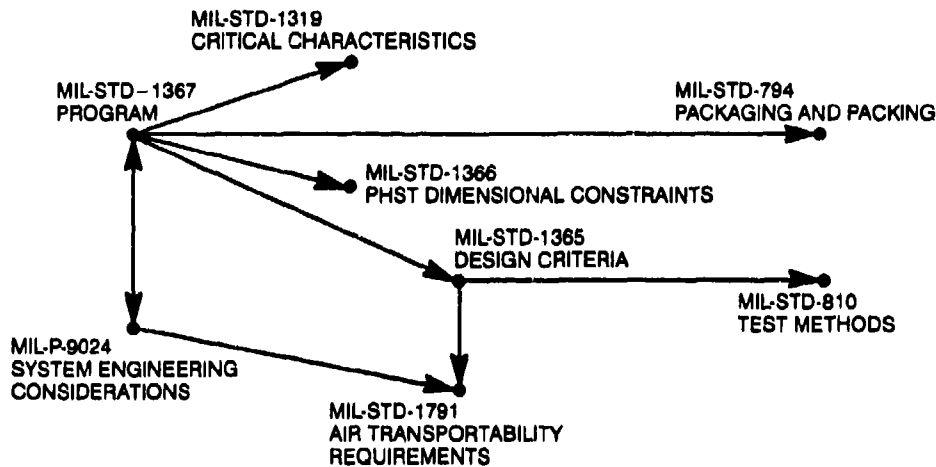 MIL-STD-1319
CRITICAL CHARACTERISTICS
MIL-STD-1367
PROGRAM
MIL-STD-794
PACKAGING AND PACKING
MIL-STD-1366
PHST DIMENSIONAL CONSTRAINTS
MIL-STD-1365
DESIGN CRITERIA
MIL-STD-810
TEST METHODS
MIL-P-9024
SYSTEM ENGINEERING
CONSIDERATIONS
MIL-STD-1791
AIR TRANSPORTABILITY
REQUIREMENTS